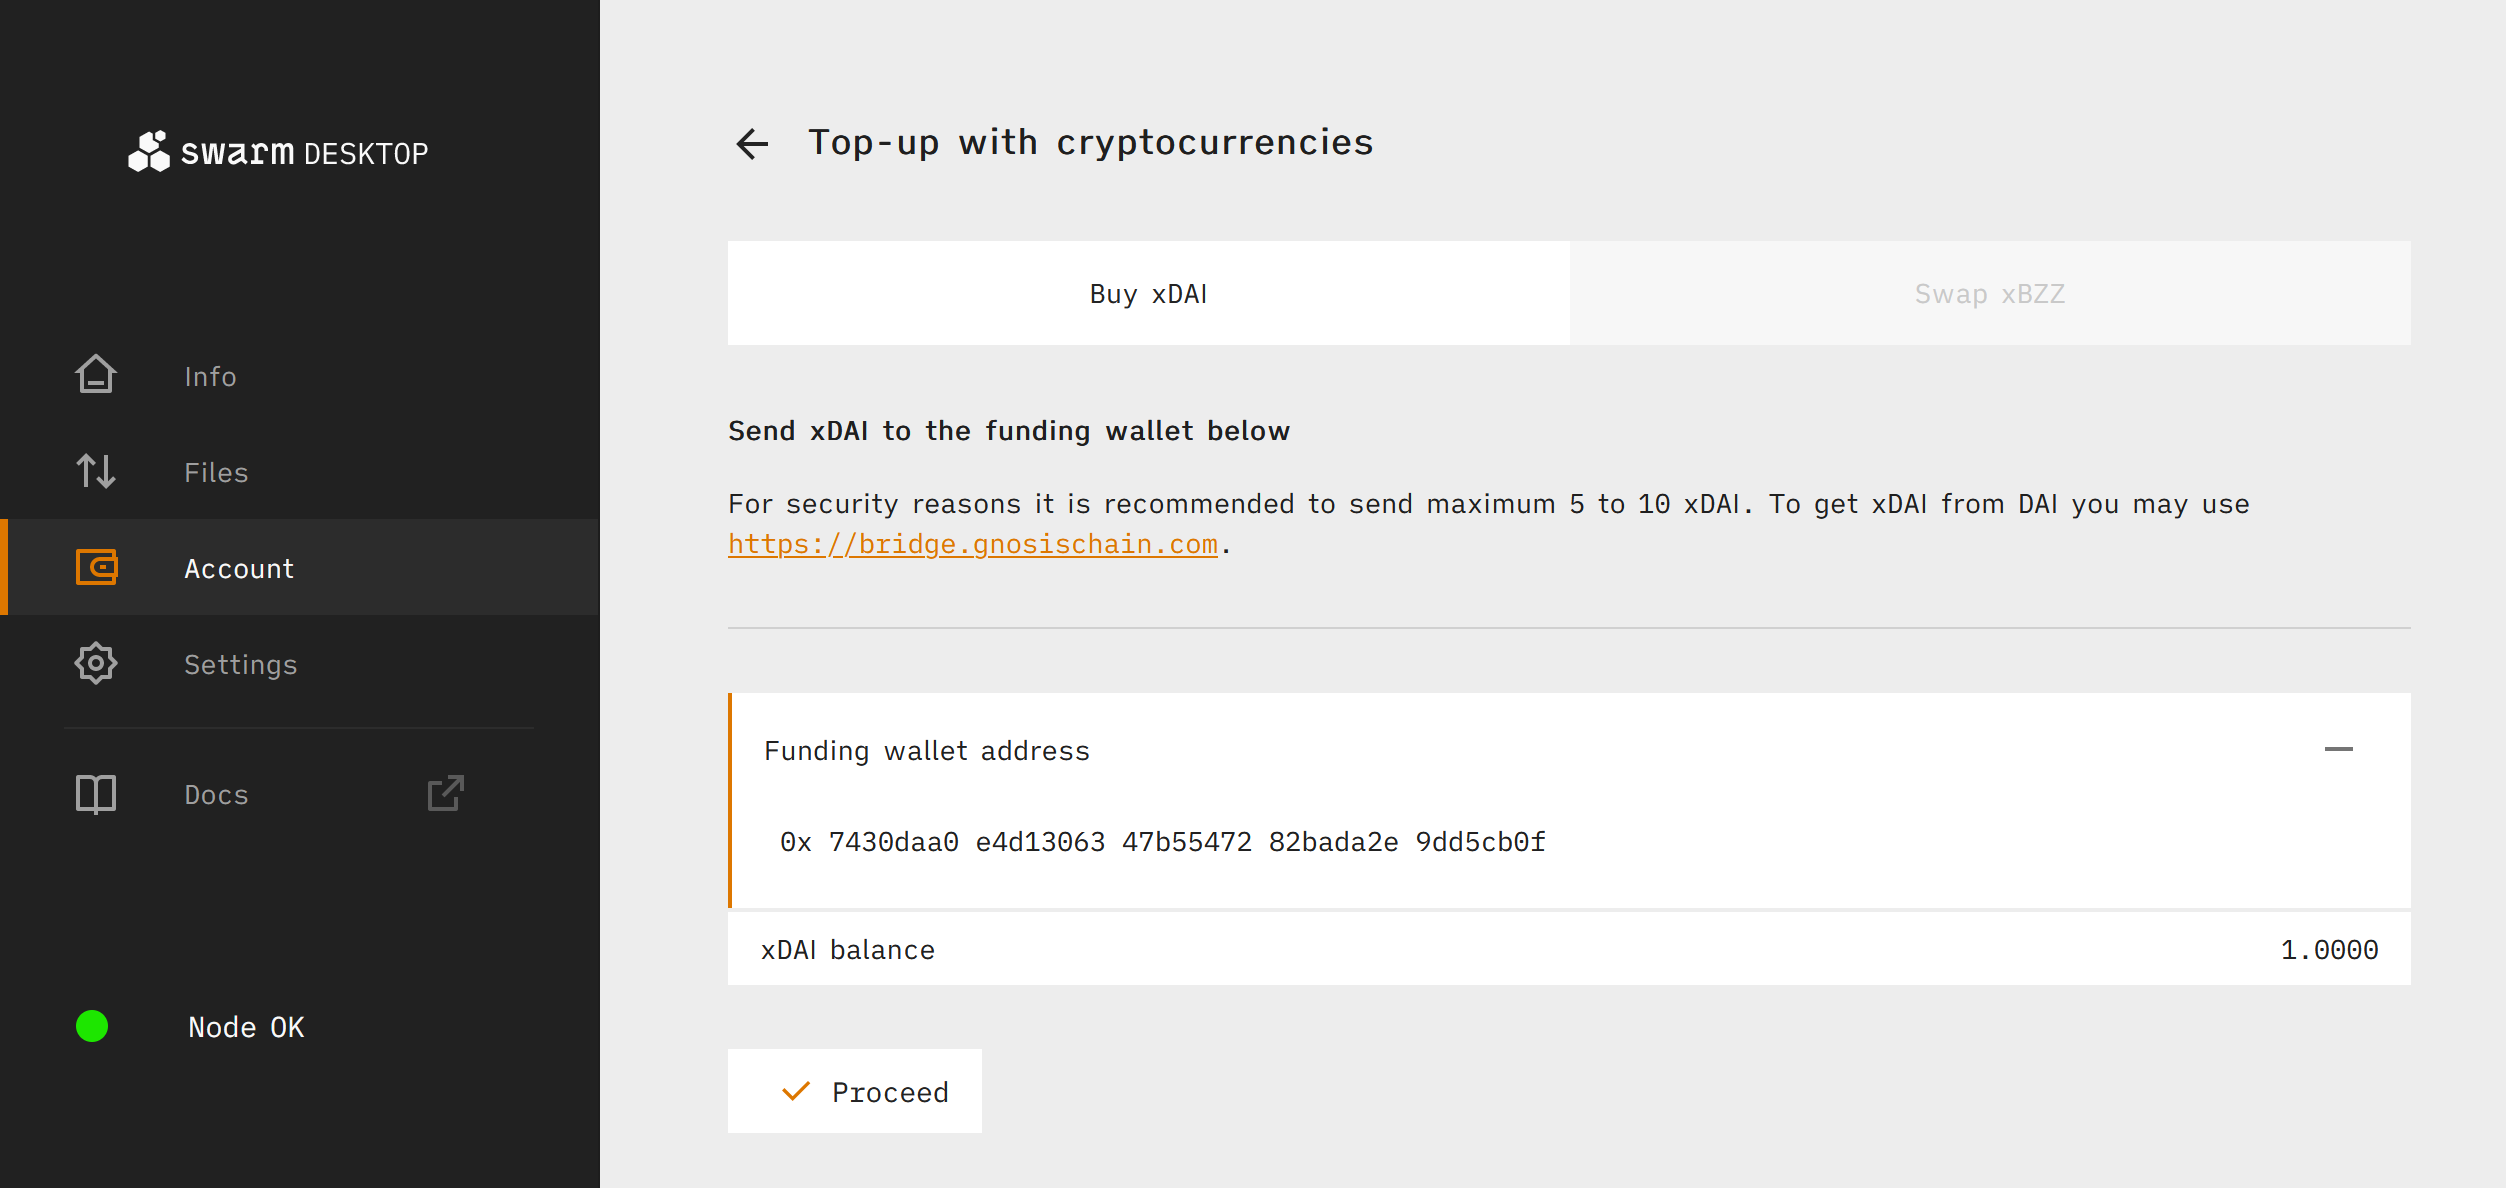 swarm DESKTOP
Info
Files
Account
Settings
Docs
Node OK
Top-up with cryptocurrencies
Buy xDAI
Swap xBZZ
Send xDAI to the funding wallet below
For security reasons it is recommended to send maximum 5 to 10 xDAI. To get xDAI from DAI you may use
https://bridge.gnosischain.com.
Funding wallet address
0x 7430daa0 e4d13063 47b55472 82bada2e 9dd5cb0f
xDAI balance 1.0000
Proceed